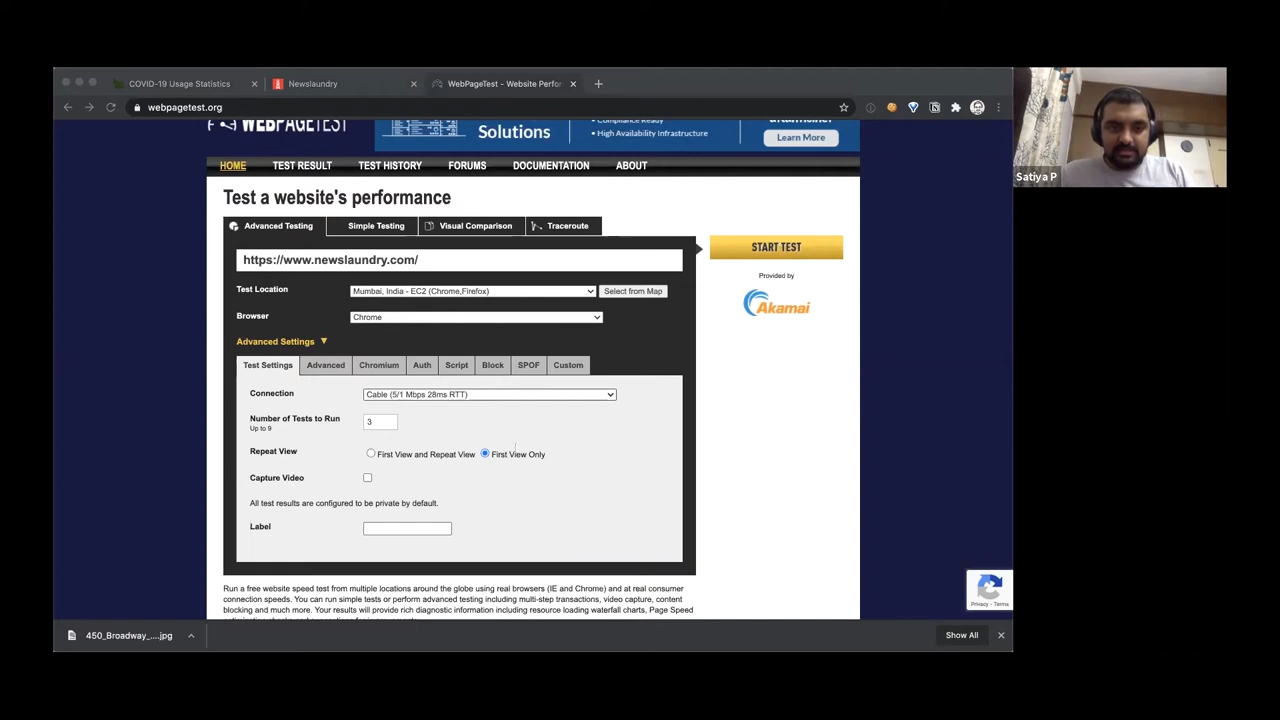 COVID-19 Usage Statistics
Newslaundry
WebPageTest - Website Perfo
webpagetest.org
WEBPAGETEST
Solutions
Compliance Ready
• High Availability Infrastructure
Learn More
HOME TEST RESULT TEST HISTORY FORUMS DOCUMENTATION ABOUT
Satiya P
Test a website's performance
Advanced Testing Simple Testing Visual Comparison Traceroute
START TEST
https://www.newslaundry.com/
Provided by
Akamai
Test Location Mumbai, India - EC2 (Chrome,Firefox) Select from Map
Browser Chrome
Advanced Settings
Test Settings Advanced Chromium Auth Script Block SPOF Custom
Connection Cable (5/1 Mbps 28ms RTT)
Number of Tests to Run 3
Up to 9
Repeat View First View and Repeat View First View Only
Capture Video
All test results are configured to be private by default.
Label
Run a free website speed test from multiple locations around the globe using real browsers (IE and Chrome) and at real consumer
connection speeds. You can run simple tests or perform advanced testing including multi-step transactions, video capture, content
blocking and much more. Your results will provide rich diagnostic information including resource loading waterfall charts, Page Speed
Privacy - Terms
450_Broadway_....jpg
Show All